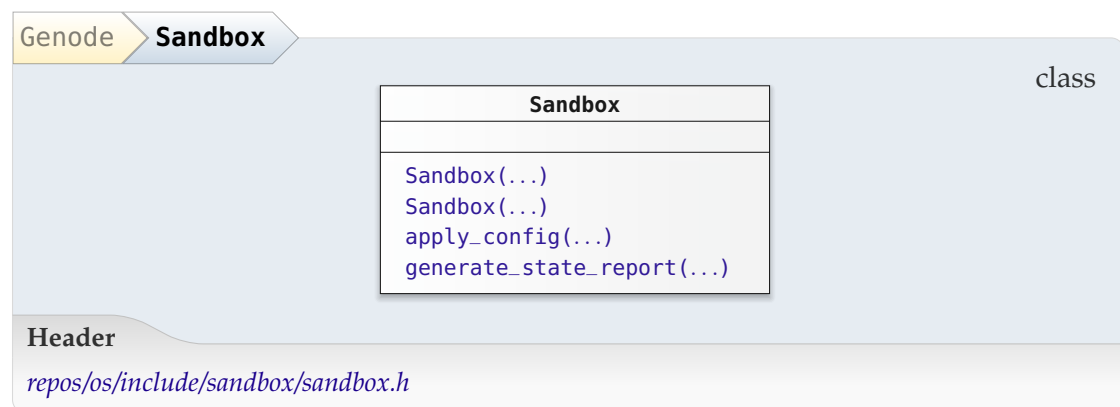 Genode Sandbox
class
Sandbox
Sandbox(...)
Sandbox(...)
apply_config(...)
generate_state_report(...)
Header
repos/os/include/sandbox/sandbox.h